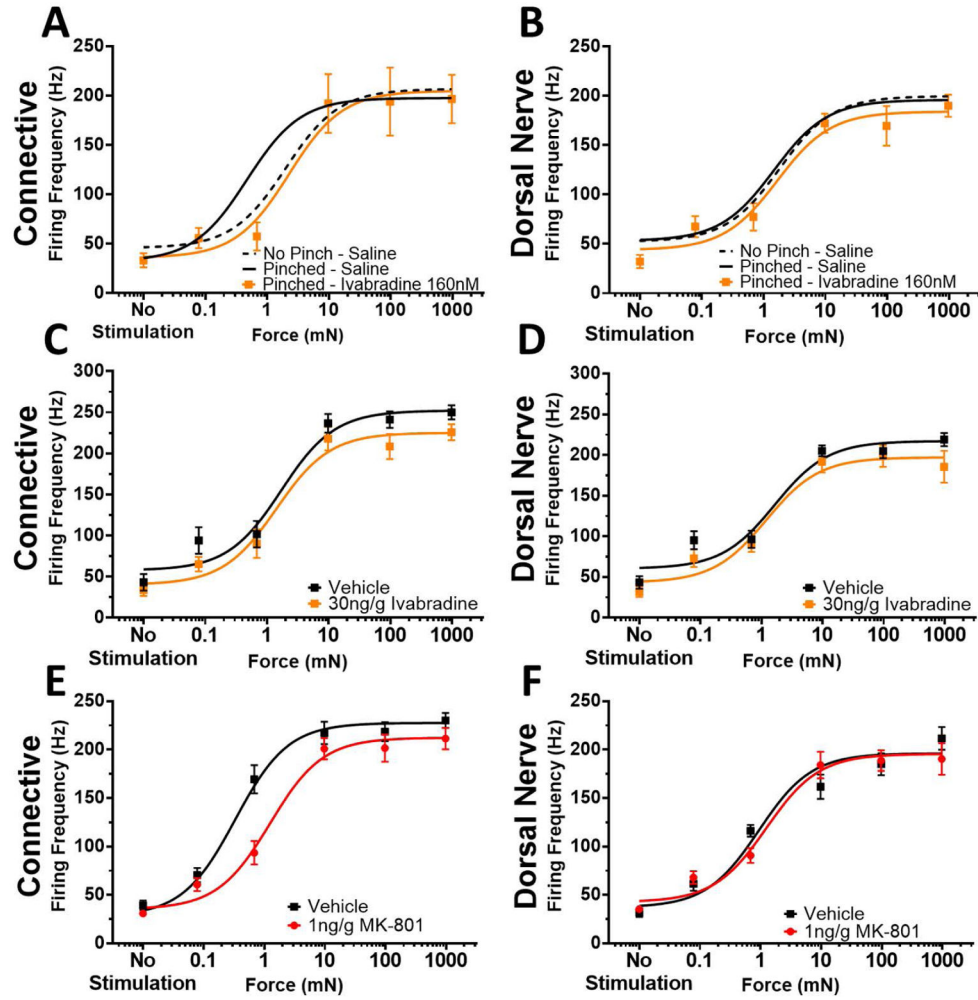 A
Connective
Firing Frequency (Hz)
250
200
150
100
50
0
No Pinch - Saline
Pinched - Saline
Pinched - Ivabradine 160nM
No
Stimulation
0.1
1
10
100
1000
Force (mN)
B
Dorsal Nerve
Firing Frequency (Hz)
250
200
150
100
50
0
No Pinch - Saline
Pinched - Saline
Pinched - Ivabradine 160nM
No
Stimulation
0.1
1
10
100
1000
Force (mN)
C
Connective
Firing Frequency (Hz)
300
250
200
150
100
50
0
Vehicle
30ng/g Ivabradine
No
Stimulation
0.1
1
10
100
1000
Force (mN)
D
Dorsal Nerve
Firing Frequency (Hz)
300
250
200
150
100
50
0
Vehicle
30ng/g Ivabradine
No
Stimulation
0.1
1
10
100
1000
Force (mN)
E
Connective
Firing Frequency (Hz)
250
200
150
100
50
0
Vehicle
1ng/g MK-801
No
Stimulation
0.1
1
10
100
1000
Force (mN)
F
Dorsal Nerve
Firing Frequency (Hz)
250
200
150
100
50
0
Vehicle
1ng/g MK-801
No
Stimulation
0.1
1
10
100
1000
Force (mN)